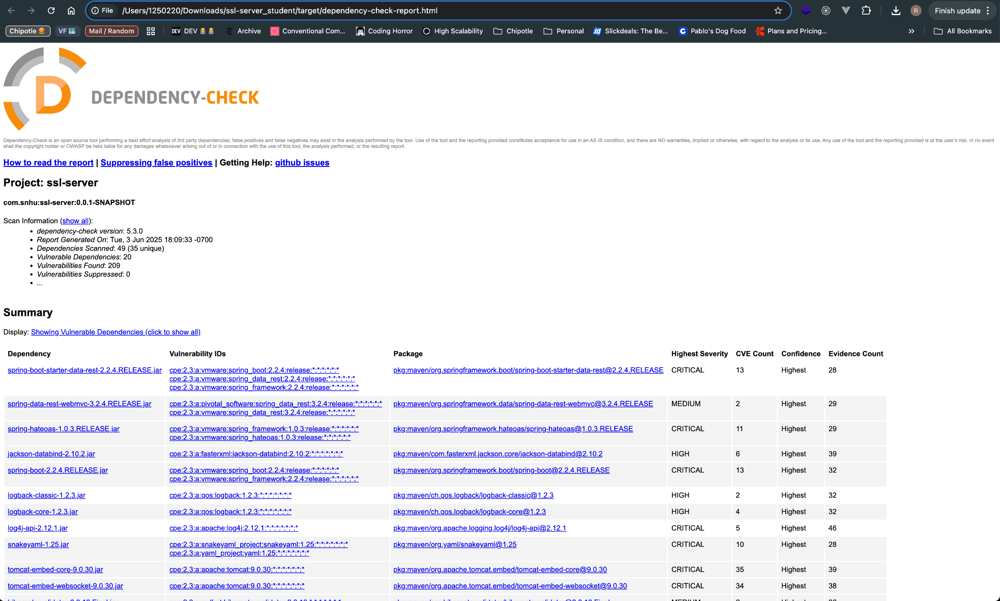 File /Users/1250220/Downloads/ssl-server_student/target/dependency-check-report.html R Finish update
Chipotle 🍔 VF 🗺️ Mail / Random DEV DEV Archive Conventional Com... Coding Horror High Scalability Chipotle Personal Slickdeals: The Be... Pablo's Dog Food Plans and Pricing... » All Bookmarks
DEPENDENCY-CHECK
Dependency-Check is an open source tool performing a best effort analysis of 3rd party dependencies; false positives and false negatives may exist in the analysis performed by the tool. Use of the tool and the reporting provided constitutes acceptance for use in an AS IS condition, and there are NO warranties, implied or otherwise, with regard to the analysis or its use. Any use of the tool and the reporting provided is at the user's risk. In no event
shall the copyright holder or OWASP be held liable for any damages whatsoever arising out of or in connection with the use of this tool, the analysis performed, or the resulting report.
How to read the report | Suppressing false positives | Getting Help: github issues
Project: ssl-server
com.snhu:ssl-server:0.0.1-SNAPSHOT
Scan Information (show all):
• dependency-check version: 5.3.0
• Report Generated On: Tue, 3 Jun 2025 18:09:33 -0700
• Dependencies Scanned: 49 (35 unique)
• Vulnerable Dependencies: 20
• Vulnerabilities Found: 209
• Vulnerabilities Suppressed: 0
• ...
Summary
Display: Showing Vulnerable Dependencies (click to show all)
Dependency Vulnerability IDs Package Highest Severity CVE Count Confidence Evidence Count
spring-boot-starter-data-rest-2.2.4.RELEASE.jar cpe:2.3:a:vmware:spring_boot:2.2.4:release:*:*:*:*:*:* pkg:maven/org.springframework.boot/spring-boot-starter-data-rest@2.2.4.RELEASE CRITICAL 13 Highest 28
cpe:2.3:a:vmware:spring_data_rest:2.2.4:release:*:*:*:*:*:*
cpe:2.3:a:vmware:spring_framework:2.2.4:release:*:*:*:*:*:*
spring-data-rest-webmvc-3.2.4.RELEASE.jar cpe:2.3:a:pivotal_software:spring_data_rest:3.2.4:release:*:*:*:*:*:* pkg:maven/org.springframework.data/spring-data-rest-webmvc@3.2.4.RELEASE MEDIUM 2 Highest 29
cpe:2.3:a:vmware:spring_data_rest:3.2.4:release:*:*:*:*:*:*
spring-hateoas-1.0.3.RELEASE.jar cpe:2.3:a:vmware:spring_framework:1.0.3:release:*:*:*:*:*:* pkg:maven/org.springframework.hateoas/spring-hateoas@1.0.3.RELEASE CRITICAL 11 Highest 29
cpe:2.3:a:vmware:spring_hateoas:1.0.3:release:*:*:*:*:*:*
jackson-databind-2.10.2.jar cpe:2.3:a:fasterxml:jackson-databind:2.10.2:*:*:*:*:*:*:* pkg:maven/com.fasterxml.jackson.core/jackson-databind@2.10.2 HIGH 6 Highest 39
spring-boot-2.2.4.RELEASE.jar cpe:2.3:a:vmware:spring_boot:2.2.4:release:*:*:*:*:*:* pkg:maven/org.springframework.boot/spring-boot@2.2.4.RELEASE CRITICAL 13 Highest 32
cpe:2.3:a:vmware:spring_framework:2.2.4:release:*:*:*:*:*:*
logback-classic-1.2.3.jar cpe:2.3:a:qos:logback:1.2.3:*:*:*:*:*:*:* pkg:maven/ch.qos.logback/logback-classic@1.2.3 HIGH 2 Highest 32
logback-core-1.2.3.jar cpe:2.3:a:qos:logback:1.2.3:*:*:*:*:*:*:* pkg:maven/ch.qos.logback/logback-core@1.2.3 HIGH 4 Highest 32
log4j-api-2.12.1.jar cpe:2.3:a:apache:log4j:2.12.1:*:*:*:*:*:*:* pkg:maven/org.apache.logging.log4j/log4j-api@2.12.1 CRITICAL 5 Highest 46
snakeyaml-1.25.jar cpe:2.3:a:snakeyaml_project:snakeyaml:1.25:*:*:*:*:*:*:* pkg:maven/org.yaml/snakeyaml@1.25 CRITICAL 10 Highest 28
cpe:2.3:a:yaml_project:yaml:1.25:*:*:*:*:*:*:*
tomcat-embed-core-9.0.30.jar cpe:2.3:a:apache:tomcat:9.0.30:*:*:*:*:*:*:* pkg:maven/org.apache.tomcat.embed/tomcat-embed-core@9.0.30 CRITICAL 35 Highest 39
tomcat-embed-websocket-9.0.30.jar cpe:2.3:a:apache:tomcat:9.0.30:*:*:*:*:*:*:* pkg:maven/org.apache.tomcat.embed/tomcat-embed-websocket@9.0.30 CRITICAL 34 Highest 38